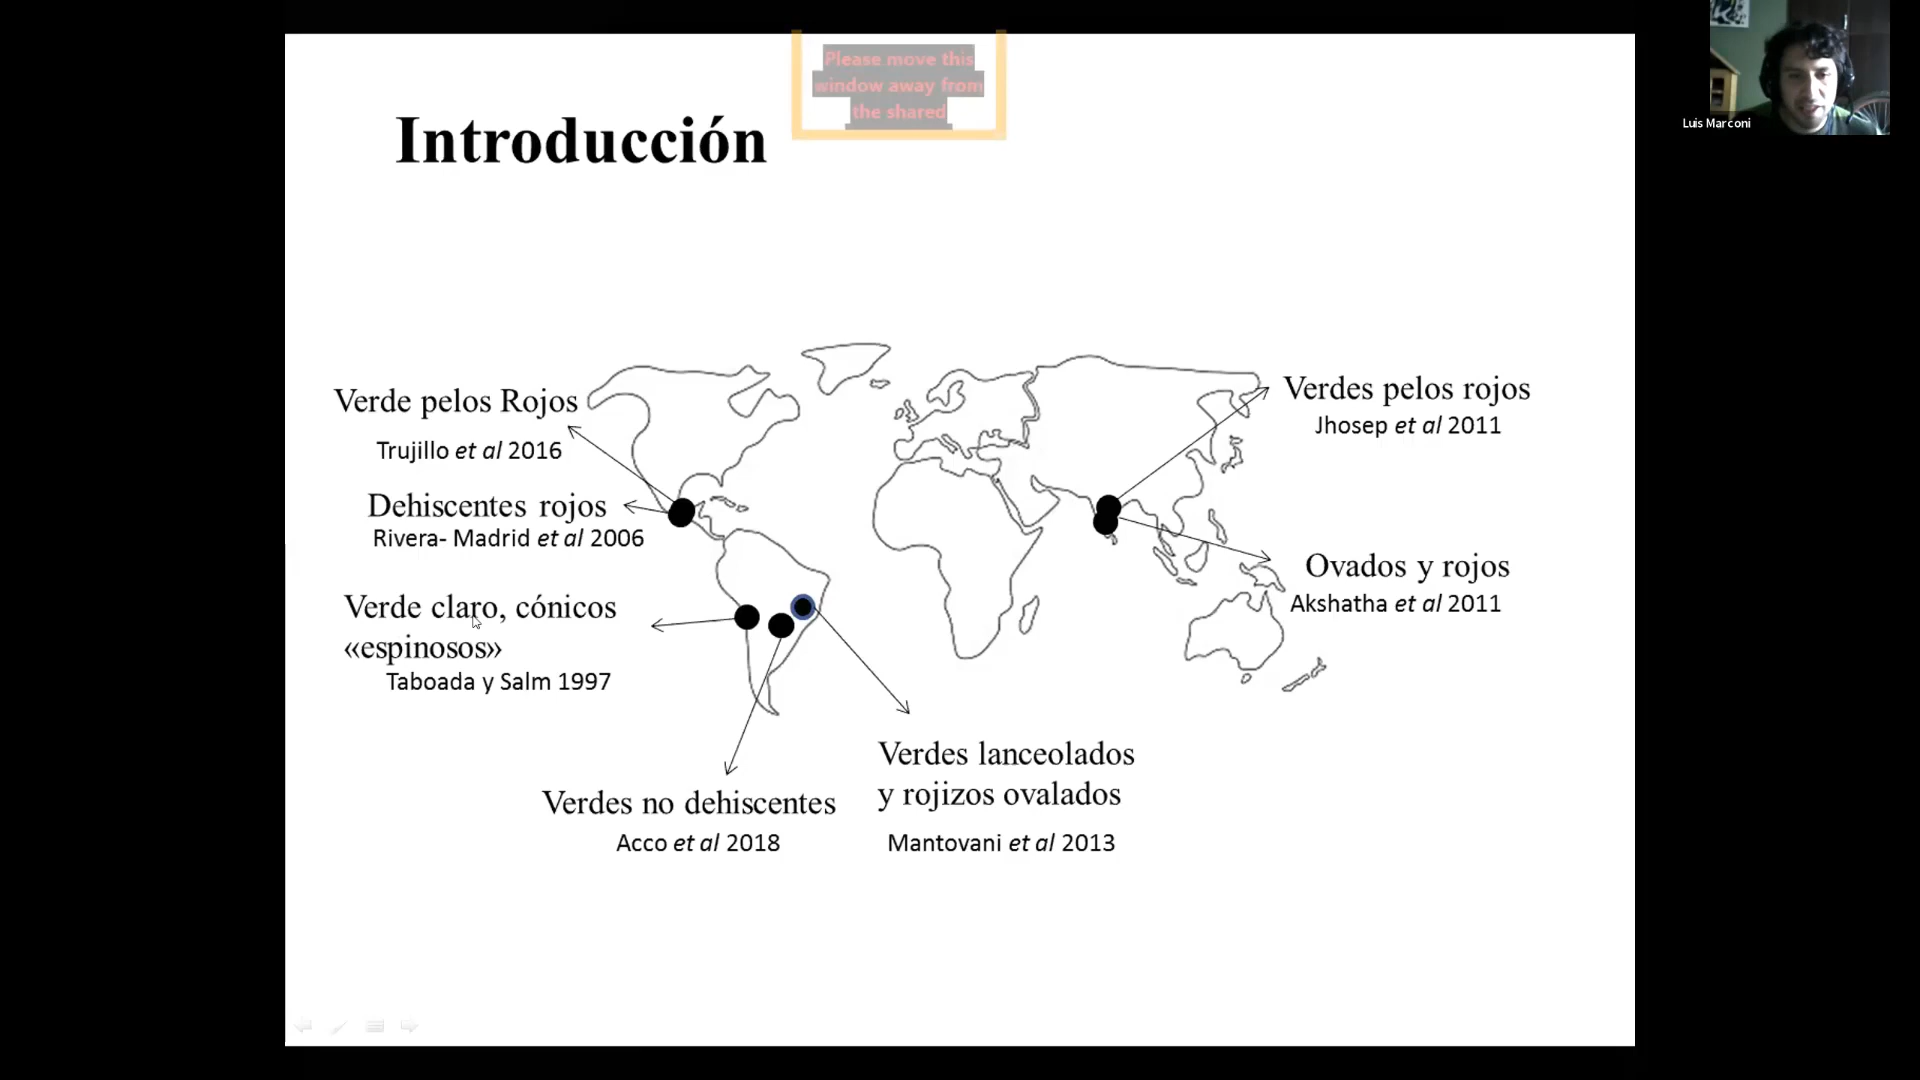 Please move this
window away from
the shared
Luis Marconi
Introducción
Verde pelos Rojos
Trujillo et al 2016
Dehiscentes rojos
Rivera- Madrid et al 2006
Verde claro, cónicos
«espinosos»
Taboada y Salm 1997
Verdes no dehiscentes
Acco et al 2018
Verdes lanceolados
y rojizos ovalados
Mantovani et al 2013
Verdes pelos rojos
Jhosep et al 2011
Ovados y rojos
Akshatha et al 2011